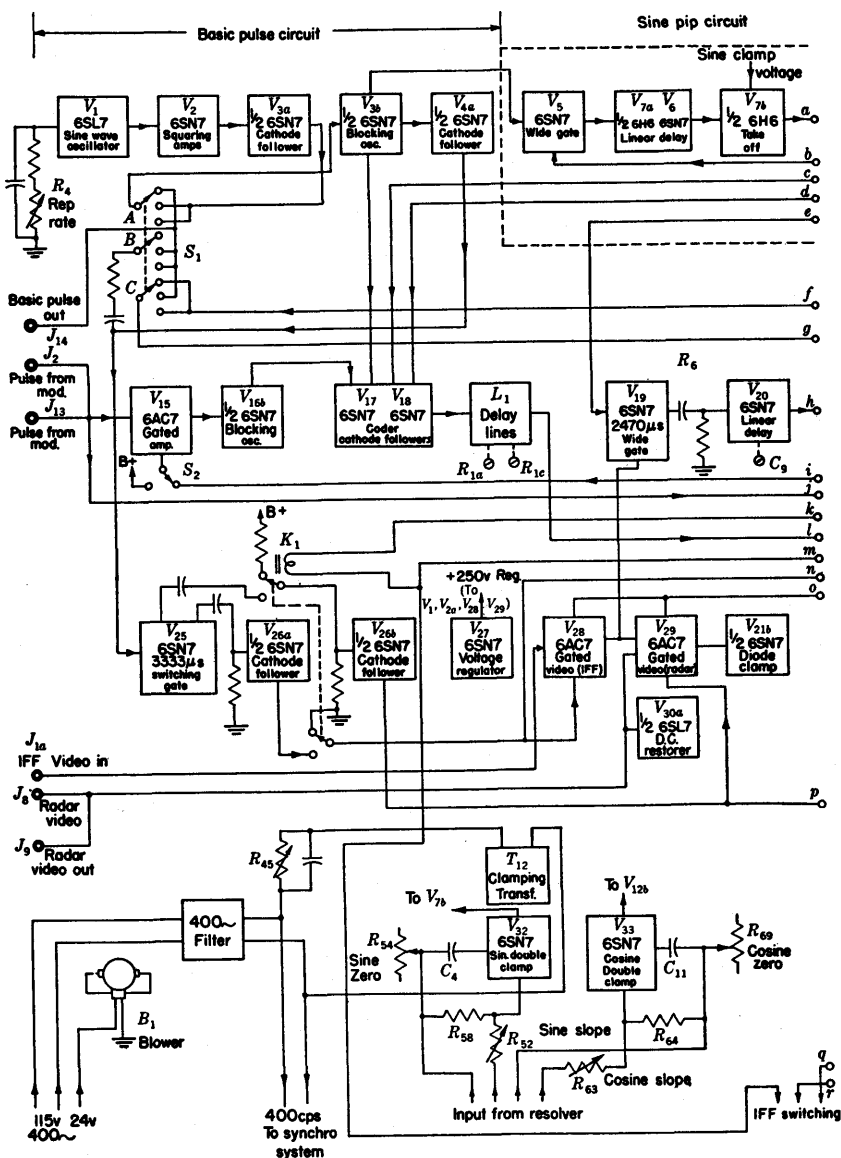 Basic pulse circuit
Sine pip circuit
Sine clamp
voltage
V1
6SL7
Sine wave
oscillator
V2
6SN7
Squaring
amps
V3a
1/2 6SN7
Cathode
follower
V3b
1/2 6SN7
Blocking
osc.
V4a
1/2 6SN7
Cathode
follower
V5
6SN7
Wide gate
V7a V6
1/2 6H6 6SN7
Linear delay
V7b
1/2 6H6
Take
off
a
b
c
d
e
R4
Rep
rate
A
B
S1
C
f
g
Basic pulse
out
J14
J2
Pulse from
mod.
J13
Pulse from
mod.
V15
6AC7
Gated
amp.
V16b
1/2 6SN7
Blocking
osc.
V17 V18
6SN7 6SN7
Coder
cathode followers
L1
Delay
lines
R1a
R1c
R6
V19
6SN7
2470μs
Wide
gate
V20
6SN7
Linear
delay
C9
h
B+
S2
i
j
k
l
m
n
o
B+
K1
+250v Reg.
(To
V1, V2a, V28 V29)
V25
6SN7
3333μs
switching
gate
V26a
1/2 6SN7
Cathode
follower
V26b
1/2 6SN7
Cathode
follower
V27
6SN7
Voltage
regulator
V28
6AC7
Gated
video (IFF)
V29
6AC7
Gated
video(radar)
V21b
1/2 6SN7
Diode
clamp
V30a
1/2 6SL7
D.C.
restorer
J1a
IFF Video in
J8
Radar
video
J9
Radar
video out
p
R45
T12
Clamping
Transf.
To V7b
To V12b
400~
Filter
R54
Sine
Zero
C4
V32
6SN7
Sin. double
clamp
V33
6SN7
Cosine
Double
clamp
C11
R69
Cosine
zero
B1
Blower
R58
R52
Sine slope
R64
R63
Cosine slope
q
r
115v 24v
400~
400cps
To synchro
system
Input from resolver
IFF switching